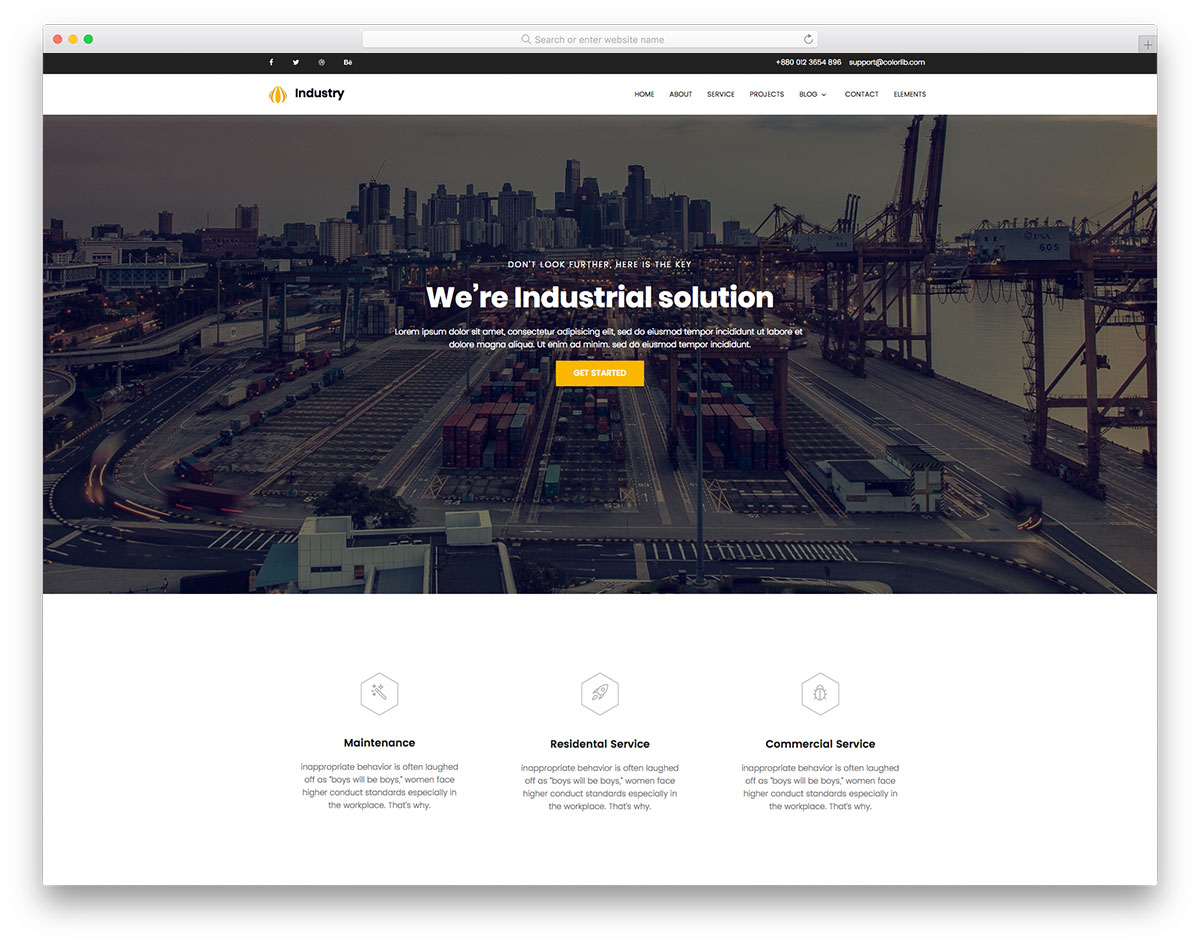 Search or enter website name
Bē
+880 012 3654 896 support@colorlib.com
Industry
HOME ABOUT SERVICE PROJECTS BLOG CONTACT ELEMENTS
PSA
605
DON'T LOOK FURTHER, HERE IS THE KEY
We're Industrial solution
Lorem ipsum dolor sit amet, consectetur adipisicing elit, sed do eiusmod tempor incididunt ut labore et
dolore magna aliqua. Ut enim ad minim. sed do eiusmod tempor incididunt.
GET STARTED
Maintenance
inappropriate behavior is often laughed
off as "boys will be boys," women face
higher conduct standards especially in
the workplace. That's why.
Residental Service
inappropriate behavior is often laughed
off as "boys will be boys," women face
higher conduct standards especially in
the workplace. That's why.
Commercial Service
inappropriate behavior is often laughed
off as "boys will be boys," women face
higher conduct standards especially in
the workplace. That's why.